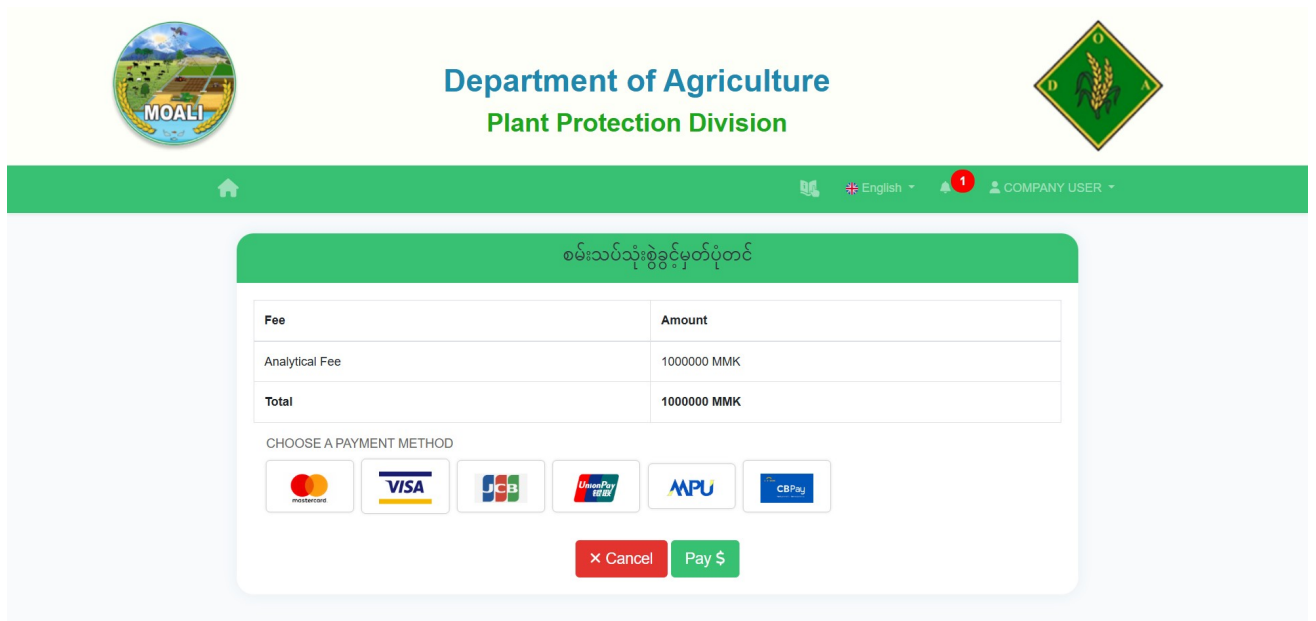 MOALI
Department of Agriculture
Plant Protection Division
O
D A
English 1 COMPANY USER
စမ်းသပ်သုံးစွဲခွင့်မှတ်ပုံတင်
Fee Amount
Analytical Fee 1000000 MMK
Total 1000000 MMK
CHOOSE A PAYMENT METHOD
mastercard VISA JCB UnionPay 银联 MPU CBPay
× Cancel Pay $